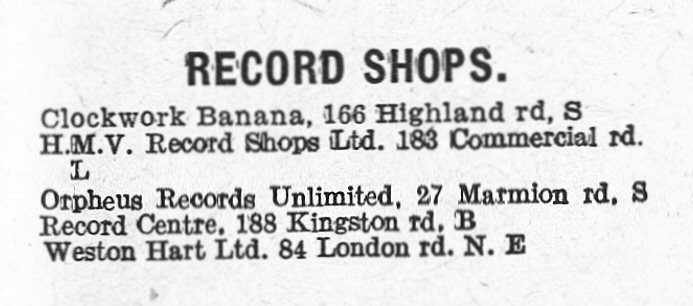 RECORD SHOPS.
Clockwork Banana, 166 Highland rd, S
H.M.V. Record Shops Ltd. 183 Commercial rd.
L
Orpheus Records Unlimited, 27 Marmion rd, S
Record Centre, 188 Kingston rd, B
Weston Hart Ltd. 84 London rd. N. E